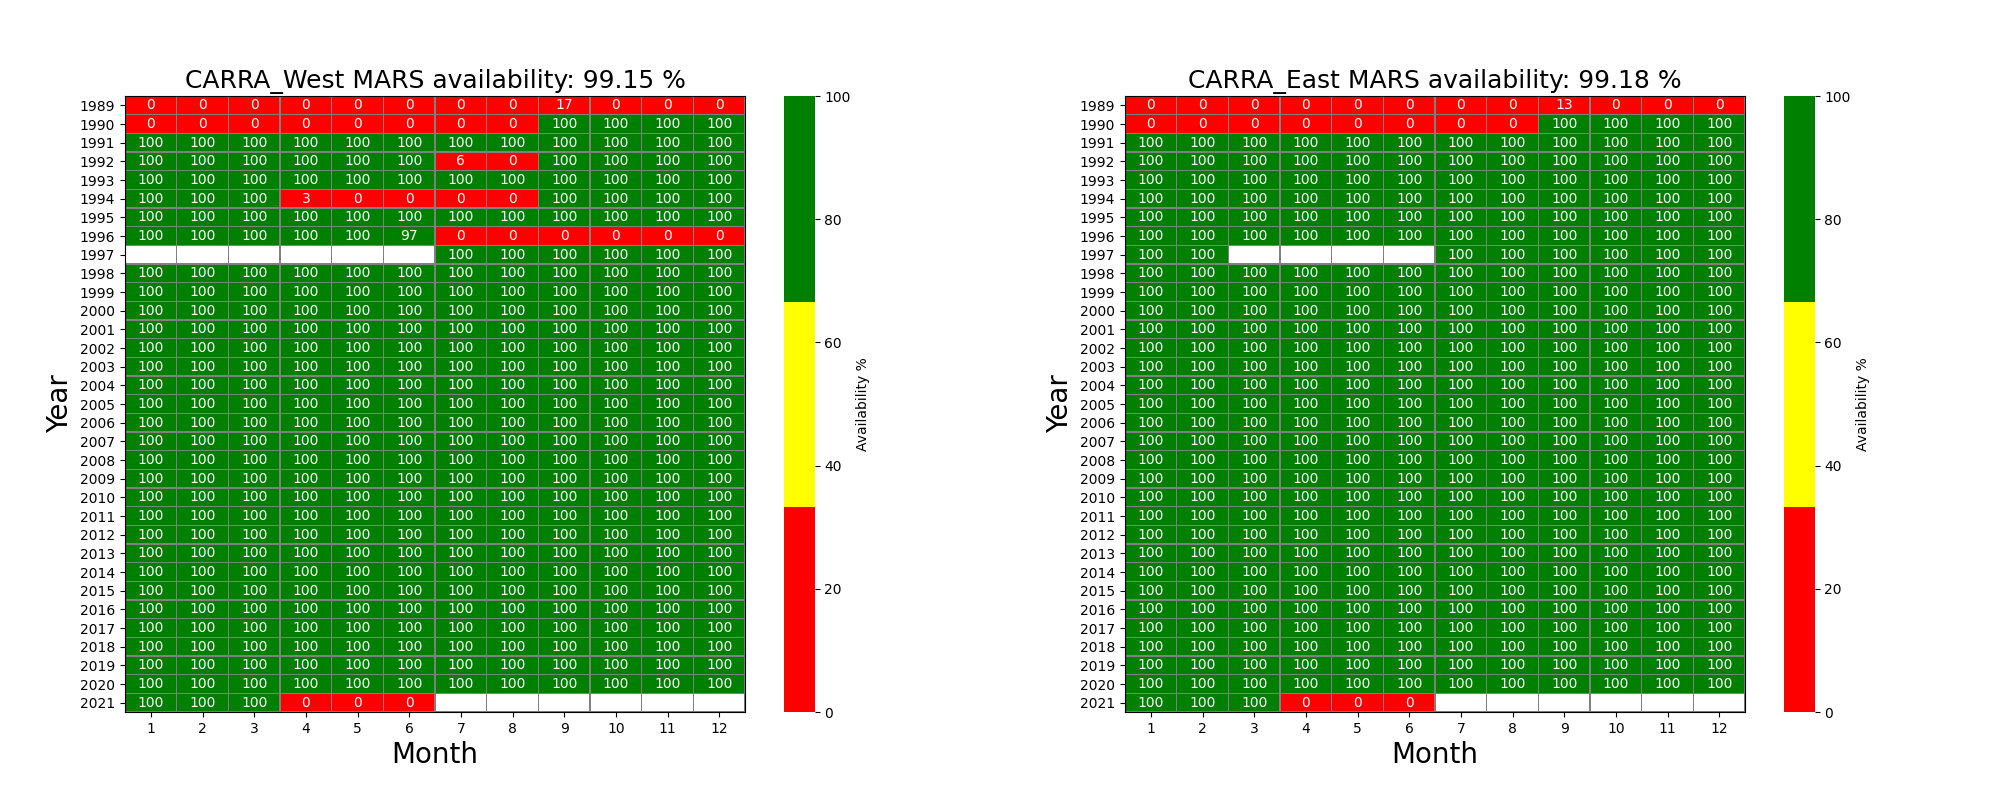 CARRA_West MARS availability: 99.15 %
1989 0 0 0 0 0 0 0 0 17 0 0 0
1990 0 0 0 0 0 0 0 0 100 100 100 100
1991 100 100 100 100 100 100 100 100 100 100 100 100
1992 100 100 100 100 100 100 6 0 100 100 100 100
1993 100 100 100 100 100 100 100 100 100 100 100 100
1994 100 100 100 3 0 0 0 0 100 100 100 100
1995 100 100 100 100 100 100 100 100 100 100 100 100
1996 100 100 100 100 100 97 0 0 0 0 0 0
1997 100 100 100 100 100 100
1998 100 100 100 100 100 100 100 100 100 100 100 100
1999 100 100 100 100 100 100 100 100 100 100 100 100
2000 100 100 100 100 100 100 100 100 100 100 100 100
2001 100 100 100 100 100 100 100 100 100 100 100 100
2002 100 100 100 100 100 100 100 100 100 100 100 100
2003 100 100 100 100 100 100 100 100 100 100 100 100
2004 100 100 100 100 100 100 100 100 100 100 100 100
2005 100 100 100 100 100 100 100 100 100 100 100 100
2006 100 100 100 100 100 100 100 100 100 100 100 100
2007 100 100 100 100 100 100 100 100 100 100 100 100
2008 100 100 100 100 100 100 100 100 100 100 100 100
2009 100 100 100 100 100 100 100 100 100 100 100 100
2010 100 100 100 100 100 100 100 100 100 100 100 100
2011 100 100 100 100 100 100 100 100 100 100 100 100
2012 100 100 100 100 100 100 100 100 100 100 100 100
2013 100 100 100 100 100 100 100 100 100 100 100 100
2014 100 100 100 100 100 100 100 100 100 100 100 100
2015 100 100 100 100 100 100 100 100 100 100 100 100
2016 100 100 100 100 100 100 100 100 100 100 100 100
2017 100 100 100 100 100 100 100 100 100 100 100 100
2018 100 100 100 100 100 100 100 100 100 100 100 100
2019 100 100 100 100 100 100 100 100 100 100 100 100
2020 100 100 100 100 100 100 100 100 100 100 100 100
2021 100 100 100 0 0 0
1 2 3 4 5 6 7 8 9 10 11 12
Month
Year
100
80
60
40
20
0
Availability %
CARRA_East MARS availability: 99.18 %
1989 0 0 0 0 0 0 0 0 13 0 0 0
1990 0 0 0 0 0 0 0 0 100 100 100 100
1991 100 100 100 100 100 100 100 100 100 100 100 100
1992 100 100 100 100 100 100 100 100 100 100 100 100
1993 100 100 100 100 100 100 100 100 100 100 100 100
1994 100 100 100 100 100 100 100 100 100 100 100 100
1995 100 100 100 100 100 100 100 100 100 100 100 100
1996 100 100 100 100 100 100 100 100 100 100 100 100
1997 100 100 100 100 100 100 100 100
1998 100 100 100 100 100 100 100 100 100 100 100 100
1999 100 100 100 100 100 100 100 100 100 100 100 100
2000 100 100 100 100 100 100 100 100 100 100 100 100
2001 100 100 100 100 100 100 100 100 100 100 100 100
2002 100 100 100 100 100 100 100 100 100 100 100 100
2003 100 100 100 100 100 100 100 100 100 100 100 100
2004 100 100 100 100 100 100 100 100 100 100 100 100
2005 100 100 100 100 100 100 100 100 100 100 100 100
2006 100 100 100 100 100 100 100 100 100 100 100 100
2007 100 100 100 100 100 100 100 100 100 100 100 100
2008 100 100 100 100 100 100 100 100 100 100 100 100
2009 100 100 100 100 100 100 100 100 100 100 100 100
2010 100 100 100 100 100 100 100 100 100 100 100 100
2011 100 100 100 100 100 100 100 100 100 100 100 100
2012 100 100 100 100 100 100 100 100 100 100 100 100
2013 100 100 100 100 100 100 100 100 100 100 100 100
2014 100 100 100 100 100 100 100 100 100 100 100 100
2015 100 100 100 100 100 100 100 100 100 100 100 100
2016 100 100 100 100 100 100 100 100 100 100 100 100
2017 100 100 100 100 100 100 100 100 100 100 100 100
2018 100 100 100 100 100 100 100 100 100 100 100 100
2019 100 100 100 100 100 100 100 100 100 100 100 100
2020 100 100 100 100 100 100 100 100 100 100 100 100
2021 100 100 100 0 0 0
1 2 3 4 5 6 7 8 9 10 11 12
Month
Year
100
80
60
40
20
0
Availability %